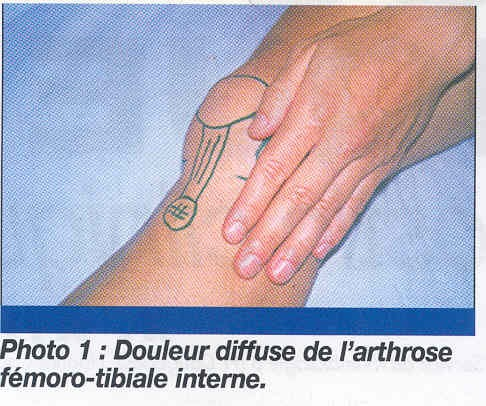 Photo 1 : Douleur diffuse de l'arthrose
fémoro-tibiale interne.